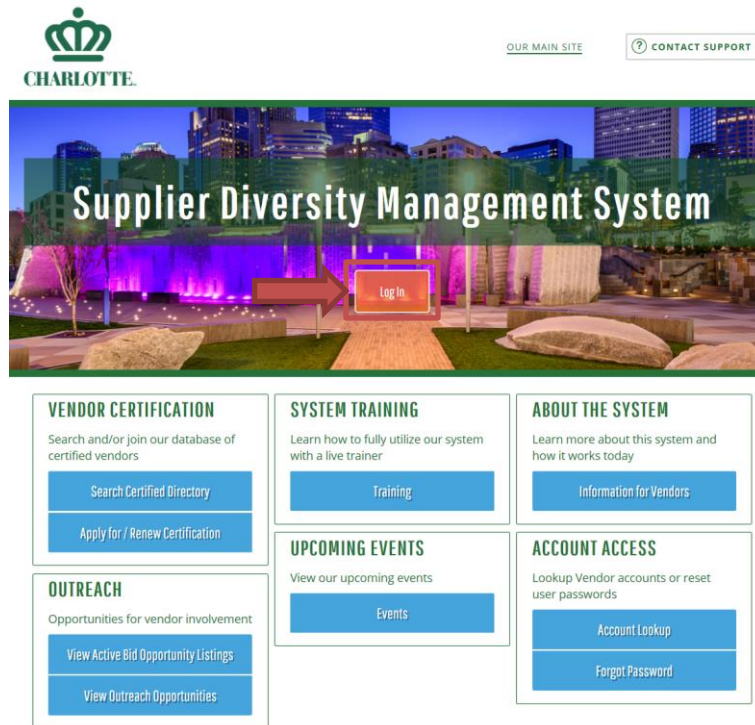 CHARLOTTE.
OUR MAIN SITE
? CONTACT SUPPORT
Supplier Diversity Management System
Log In
VENDOR CERTIFICATION
Search and/or join our database of
certified vendors
Search Certified Directory
Apply for / Renew Certification
OUTREACH
Opportunities for vendor involvement
View Active Bid Opportunity Listings
View Outreach Opportunities
SYSTEM TRAINING
Learn how to fully utilize our system
with a live trainer
Training
UPCOMING EVENTS
View our upcoming events
Events
ABOUT THE SYSTEM
Learn more about this system and
how it works today
Information for Vendors
ACCOUNT ACCESS
Lookup Vendor accounts or reset
user passwords
Account Lookup
Forgot Password